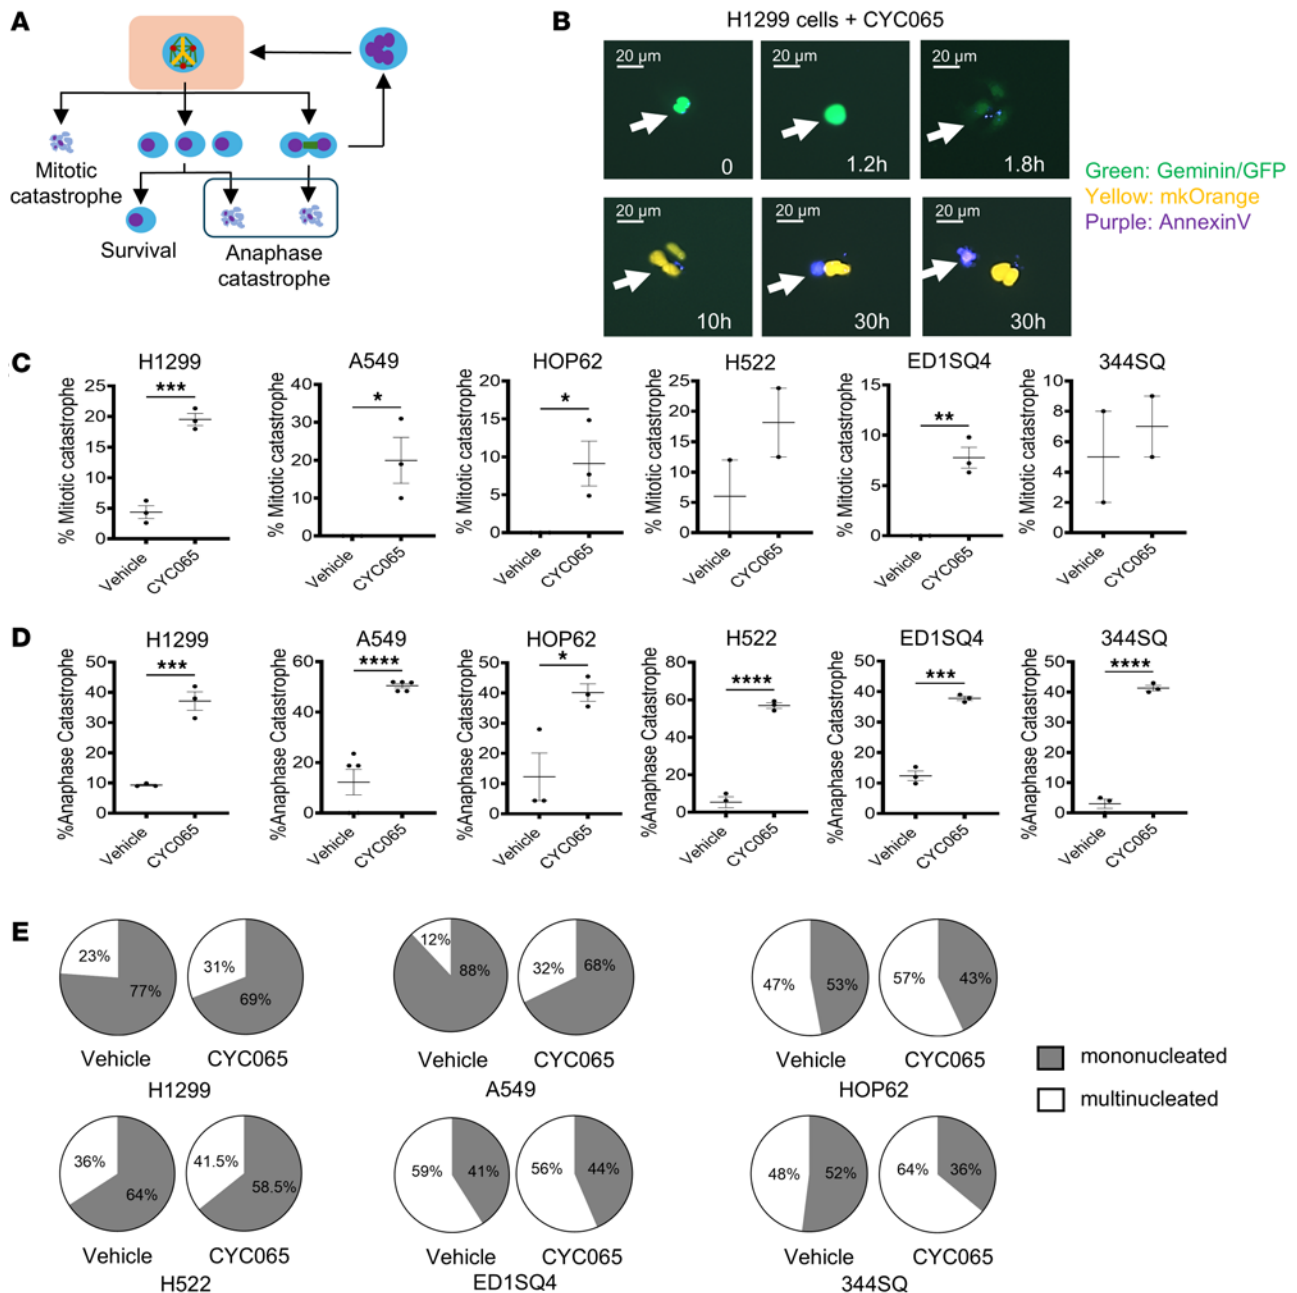 A
Mitotic
catastrophe
Survival
Anaphase
catastrophe
B
H1299 cells + CYC065
20 µm
0
20 µm
1.2h
20 µm
1.8h
20 µm
10h
20 µm
30h
20 µm
30h
Green: Geminin/GFP
Yellow: mkOrange
Purple: AnnexinV
C
H1299
% Mitotic catastrophe
25
20
15
10
5
0
***
Vehicle
CYC065
A549
% Mitotic catastrophe
40
30
20
10
0
*
Vehicle
CYC065
HOP62
% Mitotic catastrophe
20
15
10
5
0
*
Vehicle
CYC065
H522
% Mitotic catastrophe
25
20
15
10
5
0
Vehicle
CYC065
ED1SQ4
% Mitotic catastrophe
15
10
5
0
**
Vehicle
CYC065
344SQ
% Mitotic catastrophe
10
8
6
4
2
0
Vehicle
CYC065
D
H1299
%Anaphase Catastrophe
50
40
30
20
10
0
***
Vehicle
CYC065
A549
%Anaphase Catastrophe
60
40
20
0
****
Vehicle
CYC065
HOP62
%Anaphase Catastrophe
50
40
30
20
10
0
*
Vehicle
CYC065
H522
%Anaphase Catastrophe
80
60
40
20
0
****
Vehicle
CYC065
ED1SQ4
%Anaphase Catastrophe
50
40
30
20
10
0
***
Vehicle
CYC065
344SQ
%Anaphase Catastrophe
50
40
30
20
10
0
****
Vehicle
CYC065
E
23%
77%
Vehicle
31%
69%
CYC065
H1299
12%
88%
Vehicle
32%
68%
CYC065
A549
47%
53%
Vehicle
57%
43%
CYC065
HOP62
mononucleated
multinucleated
36%
64%
Vehicle
41.5%
58.5%
CYC065
H522
59%
41%
Vehicle
56%
44%
CYC065
ED1SQ4
48%
52%
Vehicle
64%
36%
CYC065
344SQ